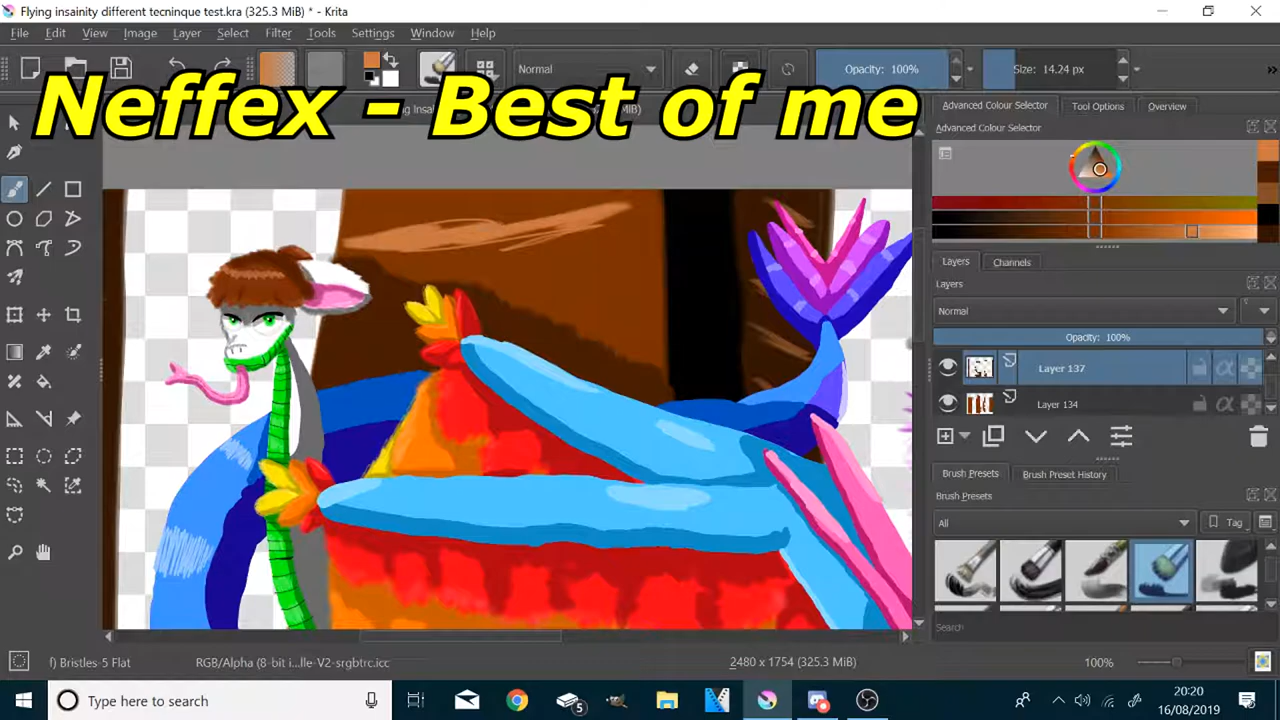 Flying insainity different tecninque test.kra (325.3 MiB) * - Krita
File Edit View Image Layer Select Filter Tools Settings Window Help
Normal Opacity: 100% Size: 14.24 px
Neffex - Best of me
Advanced Colour Selector Tool Options Overview
Advanced Colour Selector
Layers Channels
Layers
Normal
Opacity: 100%
Layer 137
Layer 134
Brush Presets Brush Preset History
Brush Presets
All Tag
Search
f) Bristles-5 Flat RGB/Alpha (8-bit i...lle-V2-srgbtrc.icc 2480 x 1754 (325.3 MiB) 100%
Type here to search 5 20:20
16/08/2019